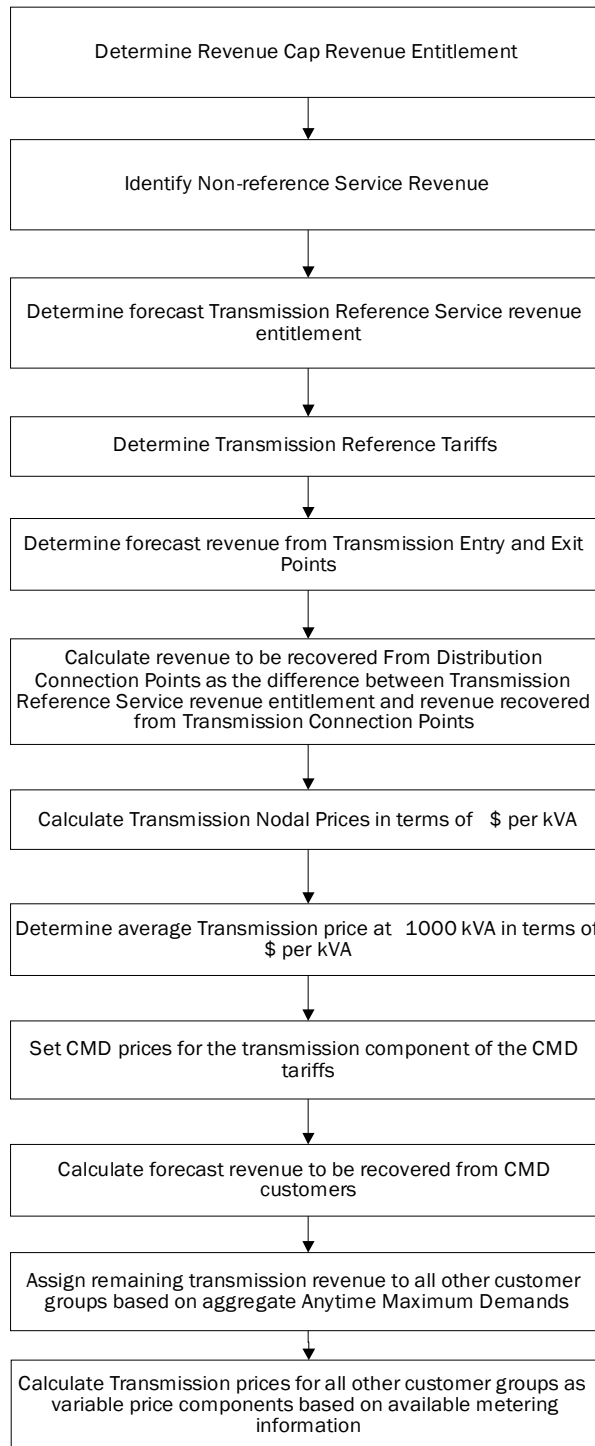 Determine Revenue Cap Revenue Entitlement
Identify Non-reference Service Revenue
Determine forecast Transmission Reference Service revenue
entitlement
Determine Transmission Reference Tariffs
Determine forecast revenue from Transmission Entry and Exit
Points
Calculate revenue to be recovered From Distribution
Connection Points as the difference between Transmission
Reference Service revenue entitlement and revenue recovered
from Transmission Connection Points
Calculate Transmission Nodal Prices in terms of $ per kVA
Determine average Transmission price at 1000 kVA in terms of
$ per kVA
Set CMD prices for the transmission component of the CMD
tariffs
Calculate forecast revenue to be recovered from CMD
customers
Assign remaining transmission revenue to all other customer
groups based on aggregate Anytime Maximum Demands
Calculate Transmission prices for all other customer groups as
variable price components based on available metering
information